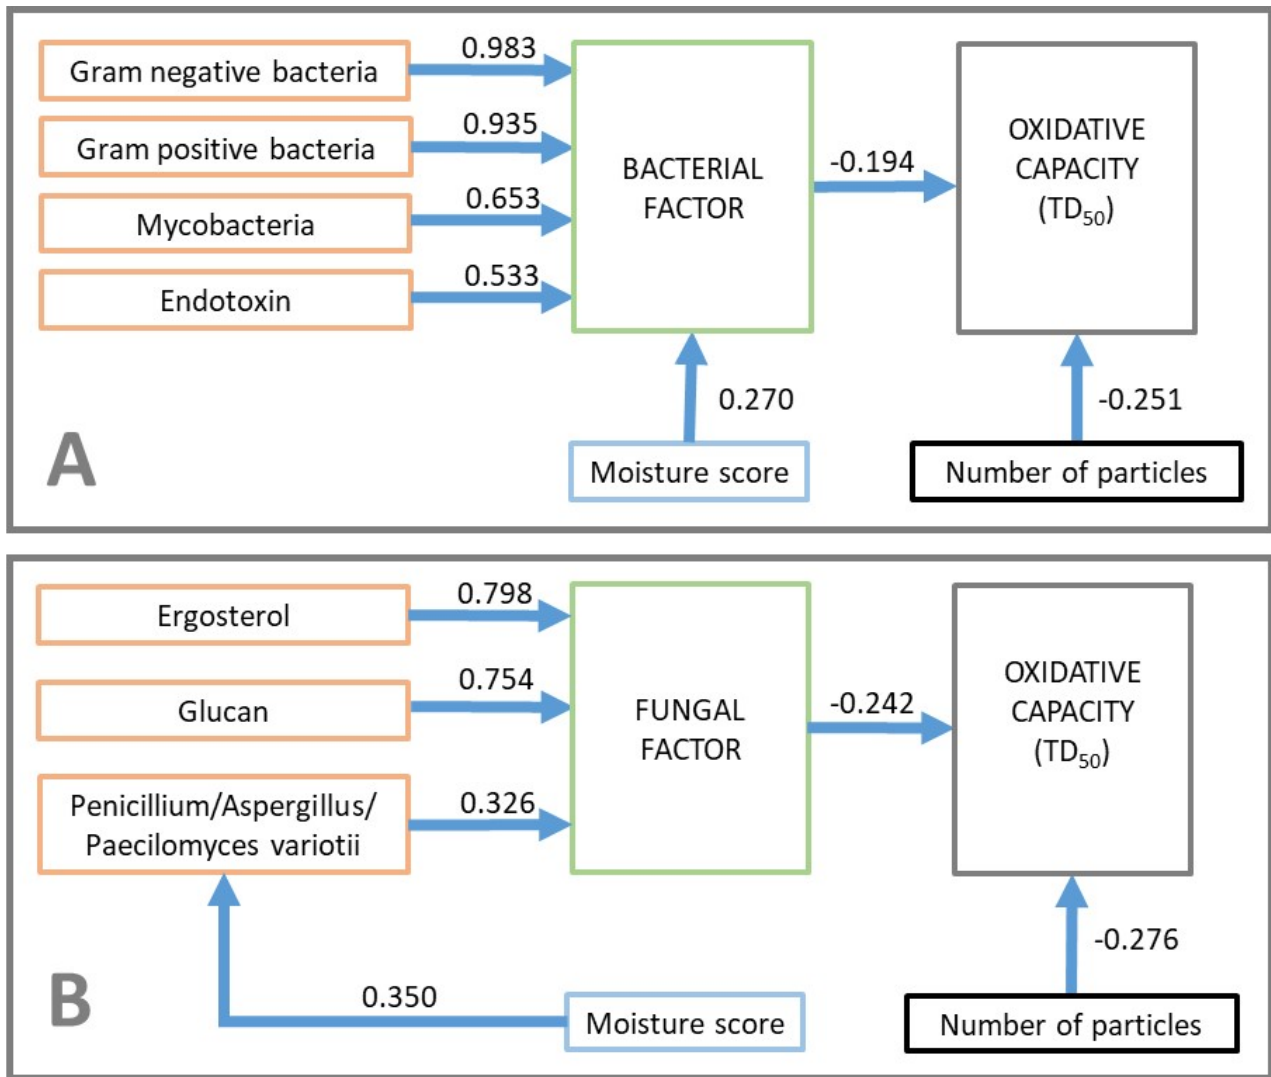 Gram negative bacteria
0.983
Gram positive bacteria
0.935
Mycobacteria
0.653
Endotoxin
0.533
BACTERIAL
FACTOR
-0.194
OXIDATIVE
CAPACITY
(TD50)
0.270
Moisture score
-0.251
Number of particles
A
Ergosterol
0.798
Glucan
0.754
Penicillium/Aspergillus/
Paecilomyces variotii
0.326
FUNGAL
FACTOR
-0.242
OXIDATIVE
CAPACITY
(TD50)
0.350
Moisture score
-0.276
Number of particles
B